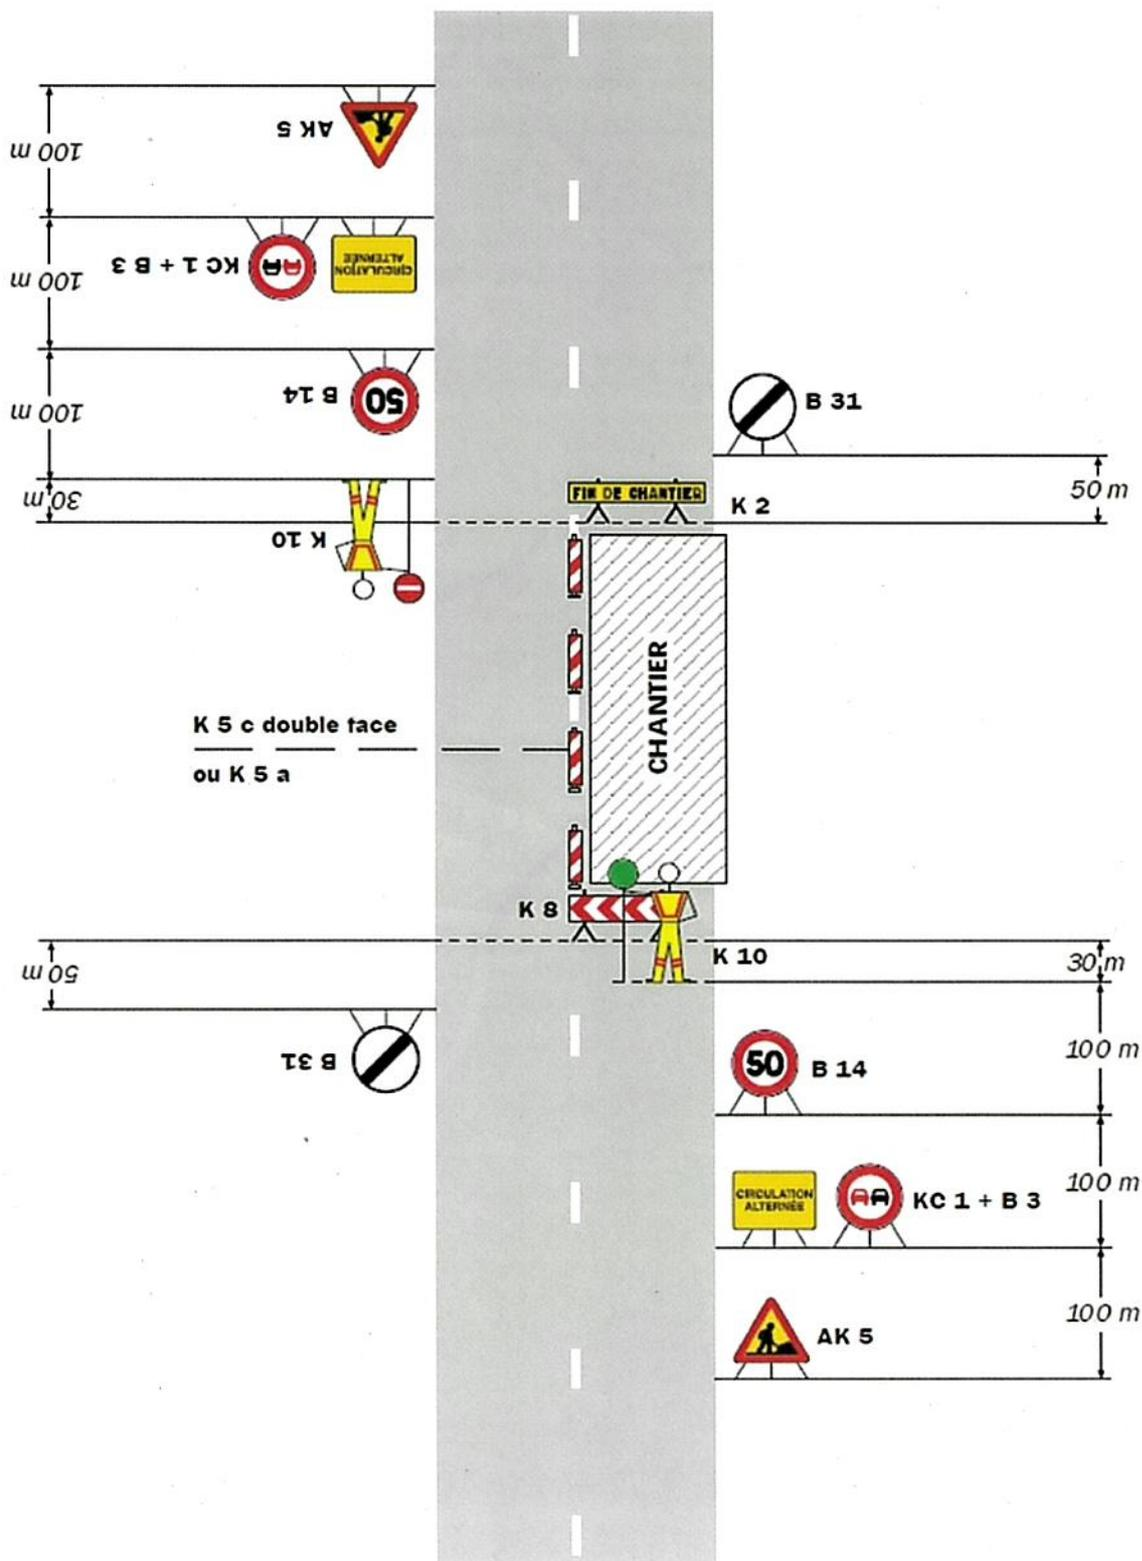 AK 5
100 m
KC 1 + B 3
CIRCULATION
ALTERNÉE
100 m
B 14
50
100 m
B 31
50 m
30 m
K 10
FIN DE CHANTIER
K 2
CHANTIER
K 5 c double face
ou K 5 a
K 8
K 10
30 m
50 m
B 31
50
B 14
100 m
CIRCULATION
ALTERNÉE
KC 1 + B 3
100 m
AK 5
100 m